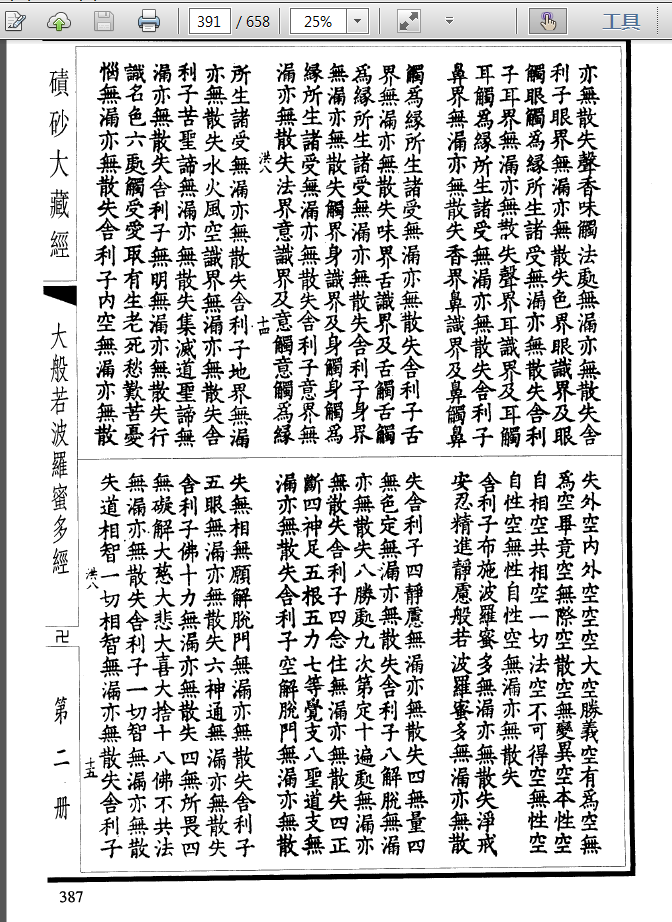 391 / 658
25%
工具
亦無散失聲香味觸法處無漏亦無散失舍
利子眼界無漏亦無散失色界眼識界及眼
觸眼觸爲緣所生諸受無漏亦無散失舍利
子耳界無漏亦無散失聲界耳識界及耳觸
耳觸爲緣所生諸受無漏亦無散失舍利子
鼻界無漏亦無散失香界鼻識界及鼻觸鼻
觸爲緣所生諸受無漏亦無散失舍利子舌
界無漏亦無散失味界舌識界及舌觸舌觸
爲緣所生諸受無漏亦無散失舍利子身界
無漏亦無散失觸界身識界及身觸身觸爲
緣所生諸受無漏亦無散失舍利子意界無
漏亦無散失法界意識界及意觸意觸爲緣
洪八 十四
所生諸受無漏亦無散失舍利子地界無漏
亦無散失水火風空識界無漏亦無散失舍
利子苦聖諦無漏亦無散失集滅道聖諦無
漏亦無散失舍利子無明無漏亦無散失行
識名色六處觸受愛取有生老死愁歎苦憂
惱無漏亦無散失舍利子内空無漏亦無散
失外空内外空空空大空勝義空有爲空無
爲空畢竟空無際空散空無變異空本性空
自相空共相空一切法空不可得空無性空
自性空無性自性空無漏亦無散失
舍利子布施波羅蜜多無漏亦無散失淨戒
安忍精進靜慮般若波羅蜜多無漏亦無散
失舍利子四靜慮無漏亦無散失四無量四
無色定無漏亦無散失舍利子八解脫無漏
亦無散失八勝處九次第定十遍處無漏亦
無散失舍利子四念住無漏亦無散失四正
斷四神足五根五力七等覺支八聖道支無
漏亦無散失舍利子空解脫門無漏亦無散
失無相無願解脫門無漏亦無散失舍利子
五眼無漏亦無散失六神通無漏亦無散失
舍利子佛十力無漏亦無散失四無所畏四
無礙解大慈大悲大喜大捨十八佛不共法
無漏亦無散失舍利子一切智無漏亦無散
失道相智一切相智無漏亦無散失舍利子
洪八 十五
磧砂大藏經
大般若波羅蜜多經
卍
第二册
387